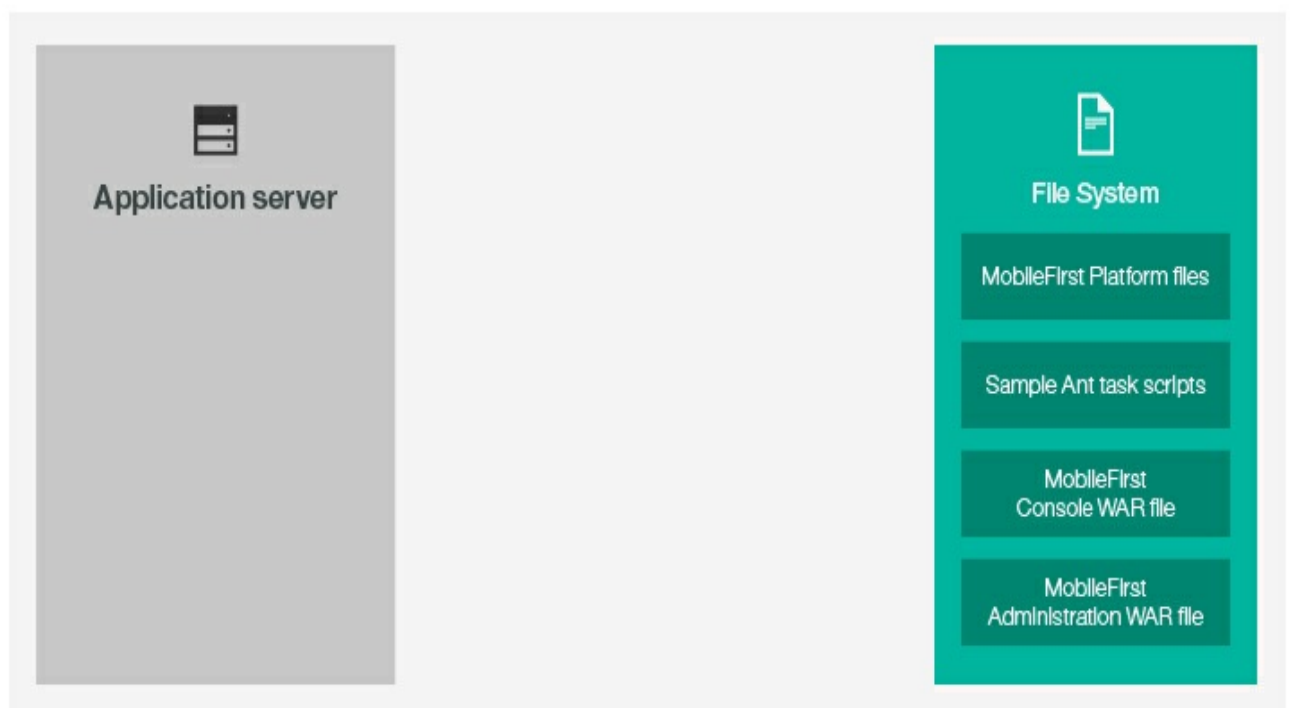 Application server
File System
MobileFirst Platform files
Sample Ant task scripts
MobileFirst
Console WAR file
MobileFirst
Administration WAR file